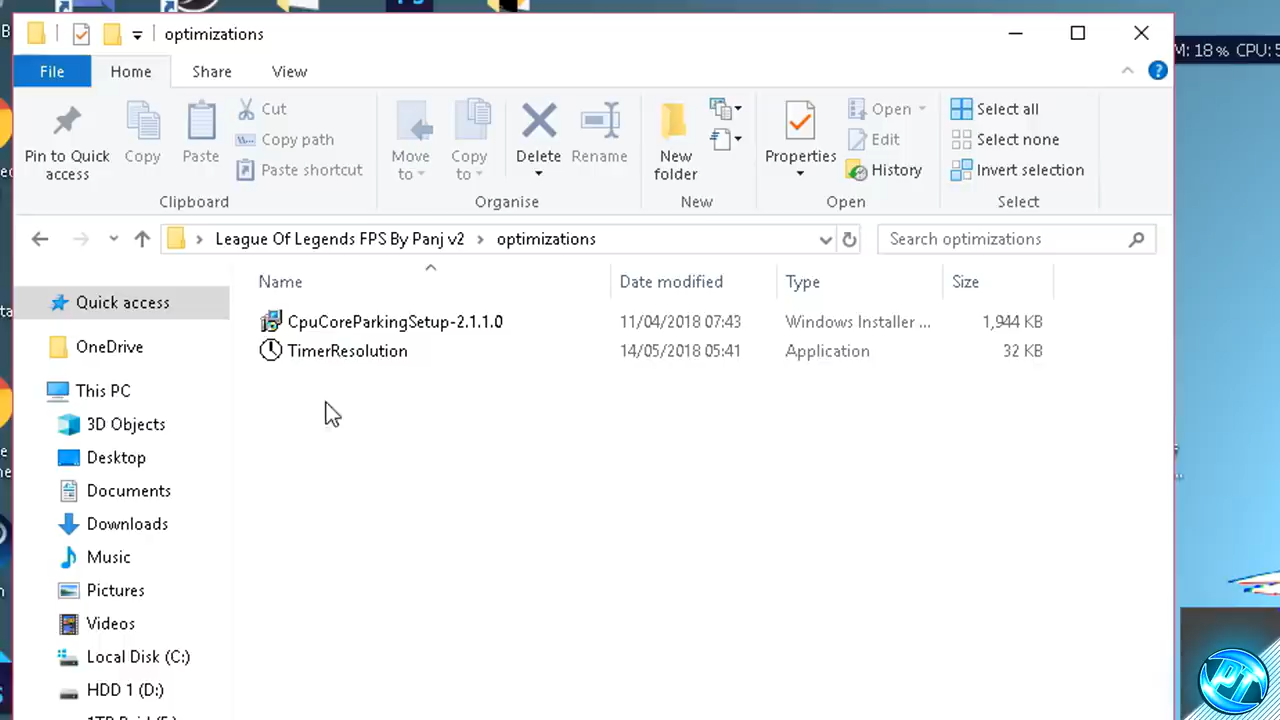 optimizations
M: 18 % CPU: 5
File Home Share View
Pin to Quick access
Copy
Paste
Cut
Copy path
Paste shortcut
Clipboard
Move to
Copy to
Delete
Rename
Organise
New folder
New
Properties
Open
Edit
History
Open
Select all
Select none
Invert selection
Select
League Of Legends FPS By Panj v2 > optimizations
Search optimizations
Name Date modified Type Size
CpuCoreParkingSetup-2.1.1.0 11/04/2018 07:43 Windows Installer ... 1,944 KB
TimerResolution 14/05/2018 05:41 Application 32 KB
Quick access
OneDrive
This PC
3D Objects
Desktop
Documents
Downloads
Music
Pictures
Videos
Local Disk (C:)
HDD 1 (D:)
PT